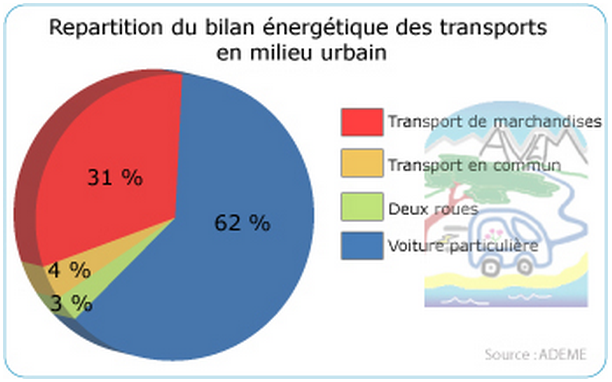 Repartition du bilan énergétique des transports
en milieu urbain
31 %
62 %
4 %
3 %
Transport de marchandises
Transport en commun
Deux roues
Voiture particulière
AVEM
Source : ADEME